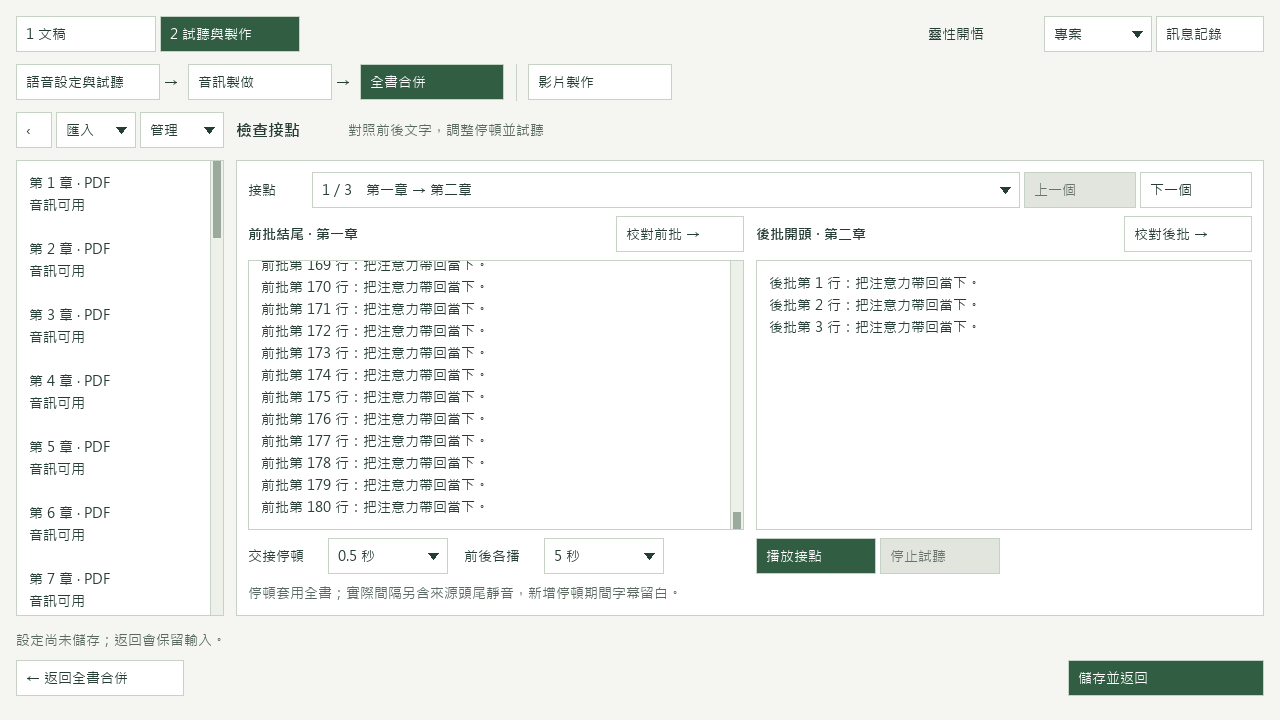 1 文稿
2 試聽與製作
靈性開悟
專案
訊息記錄
語音設定與試聽
→
音訊製做
→
全書合併
影片製作
‹
匯入
管理
檢查接點
對照前後文字，調整停頓並試聽
第 1 章 · PDF
音訊可用
第 2 章 · PDF
音訊可用
第 3 章 · PDF
音訊可用
第 4 章 · PDF
音訊可用
第 5 章 · PDF
音訊可用
第 6 章 · PDF
音訊可用
第 7 章 · PDF
音訊可用
接點
1 / 3　第一章 → 第二章
上一個
下一個
前批結尾 · 第一章
校對前批 →
後批開頭 · 第二章
校對後批 →
前批第 169 行：把注意力帶回當下。
前批第 170 行：把注意力帶回當下。
前批第 171 行：把注意力帶回當下。
前批第 172 行：把注意力帶回當下。
前批第 173 行：把注意力帶回當下。
前批第 174 行：把注意力帶回當下。
前批第 175 行：把注意力帶回當下。
前批第 176 行：把注意力帶回當下。
前批第 177 行：把注意力帶回當下。
前批第 178 行：把注意力帶回當下。
前批第 179 行：把注意力帶回當下。
前批第 180 行：把注意力帶回當下。
後批第 1 行：把注意力帶回當下。
後批第 2 行：把注意力帶回當下。
後批第 3 行：把注意力帶回當下。
交接停頓
0.5 秒
前後各播
5 秒
播放接點
停止試聽
停頓套用全書；實際間隔另含來源頭尾靜音，新增停頓期間字幕留白。
設定尚未儲存；返回會保留輸入。
← 返回全書合併
儲存並返回